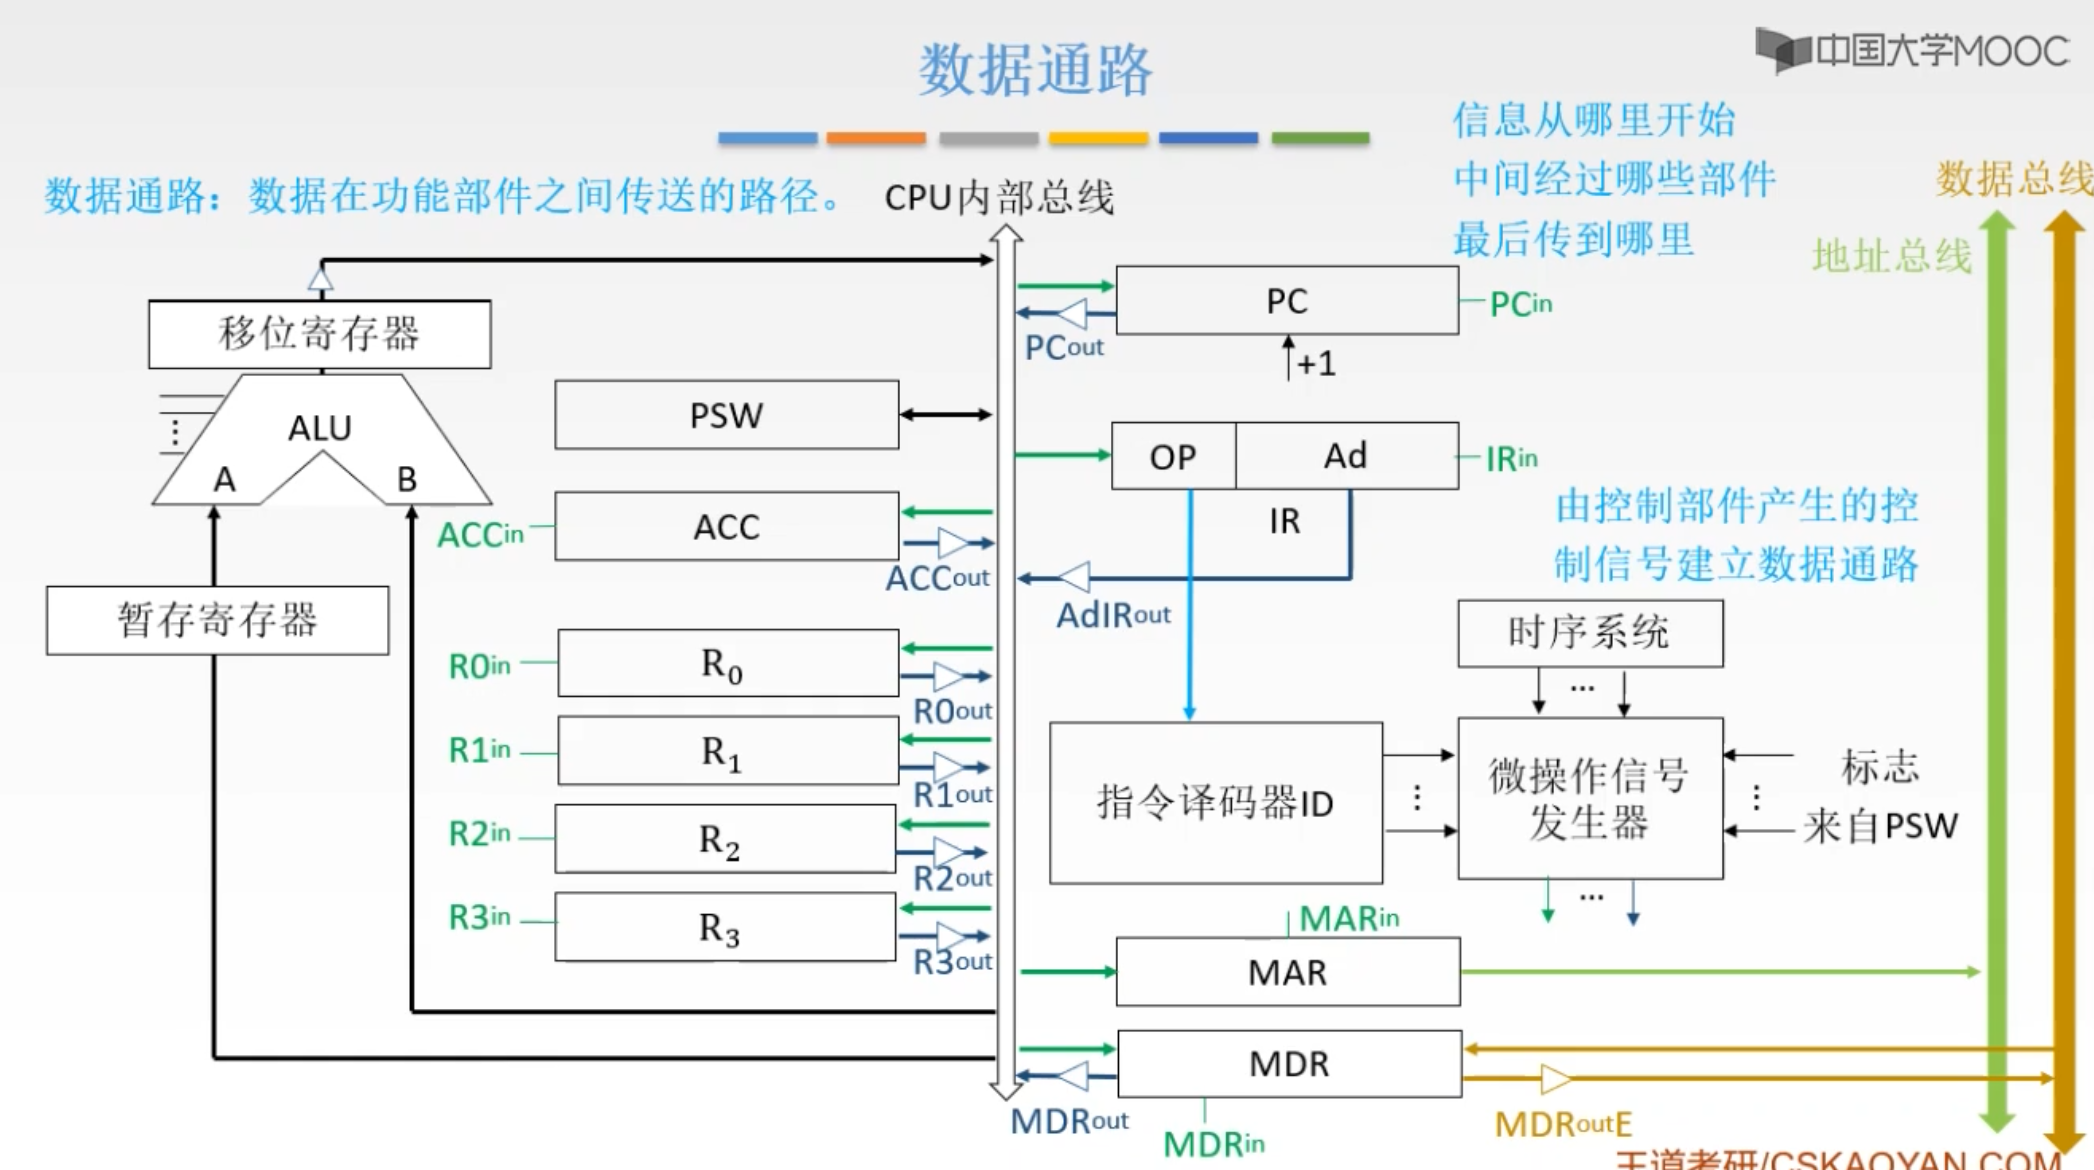 中国大学MOOC
数据通路
信息从哪里开始
中间经过哪些部件
最后传到哪里
数据通路：数据在功能部件之间传送的路径。
CPU内部总线
数据总线
地址总线
移位寄存器
PC
PCin
PCout
+1
ALU
A
B
PSW
OP
Ad
IRin
IR
ACCin
ACC
ACCout
AdIRout
由控制部件产生的控
制信号建立数据通路
暂存寄存器
时序系统
...
R0in
R0
R0out
R1in
R1
R1out
R2in
R2
R2out
R3in
R3
R3out
指令译码器ID
⋮
微操作信号
发生器
标志
⋮
来自PSW
...
MARin
MAR
MDR
MDRout
MDRin
MDRoutE
王道考研/CSKAOYAN.COM